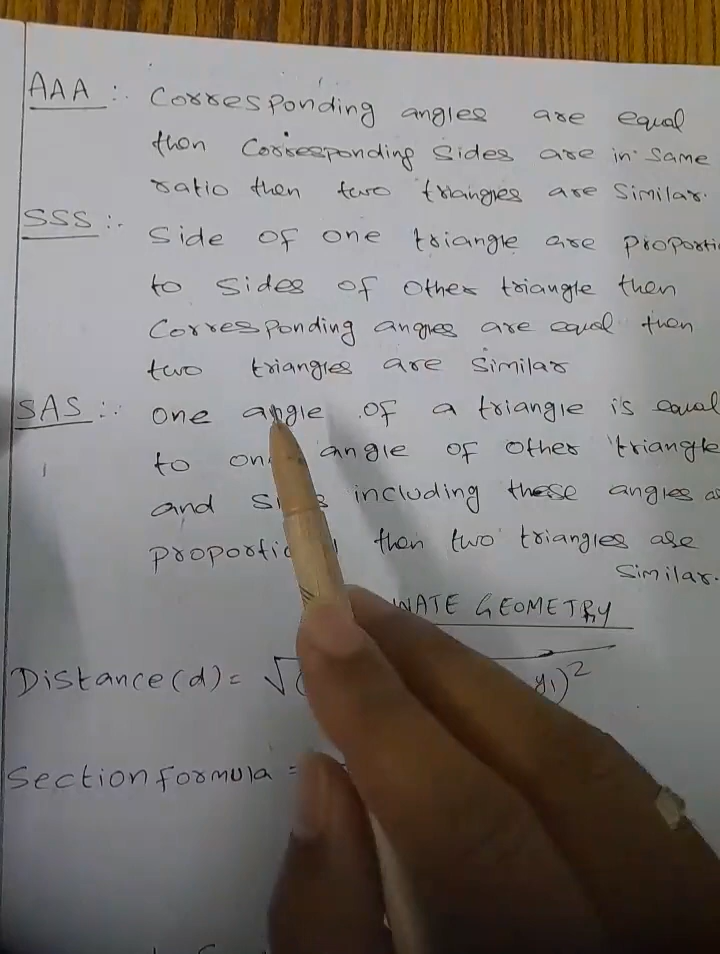 AAA :- Corresponding angles are equal
then Corresponding Sides are in same
ratio then two triangles are Similar.
SSS :- Side of one triangle are
to sides of other triangle then
Corresponding angles are equal then
two triangles are similar
SAS :- one angle of a triangle is equal
to angle of other triangle
and including these angles
then two triangles are
Similar.
GEOMETRY
Distance(d) = √( y₁)²
Section formula =